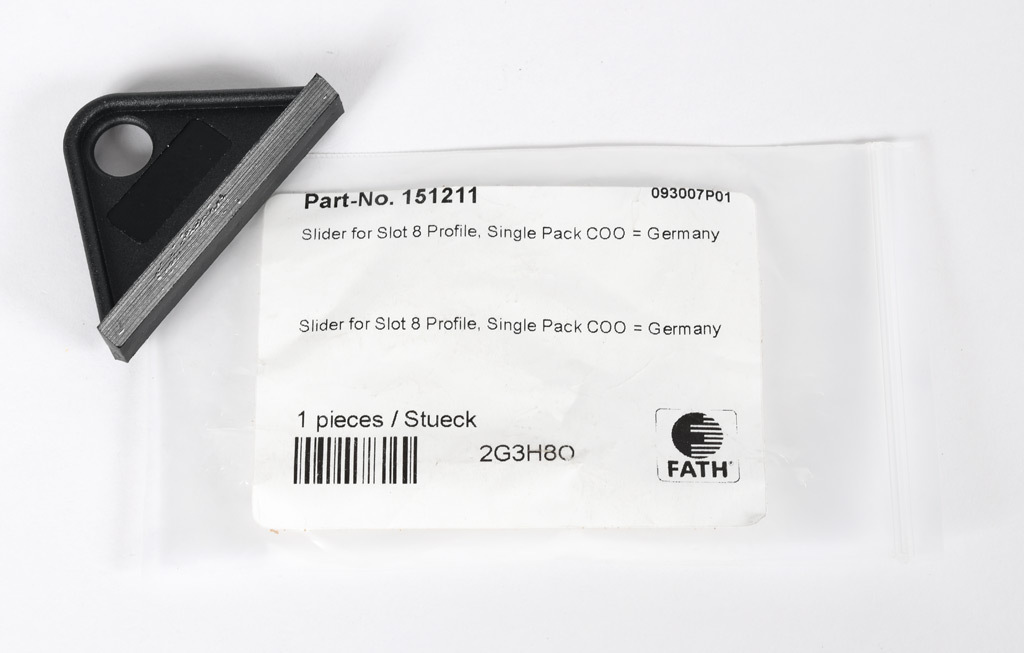 Part-No. 151211
093007P01
Slider for Slot 8 Profile, Single Pack COO = Germany
Slider for Slot 8 Profile, Single Pack COO = Germany
1 pieces / Stueck
2G3H8O
FATH